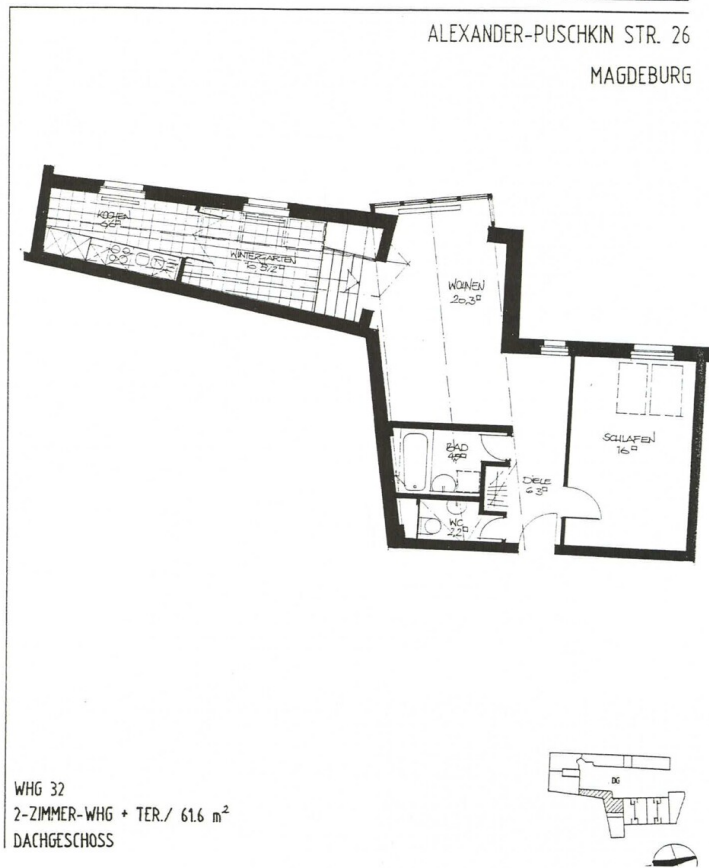 ALEXANDER-PUSCHKIN STR. 26
MAGDEBURG
KOCHEN
WINTERGARTEN
WOHNEN
20,3
BAD
SCHLAFEN
16
DIELE
6.3
WC
2,2
DG
WHG 32
2-ZIMMER-WHG + TER./ 61.6 m²
DACHGESCHOSS